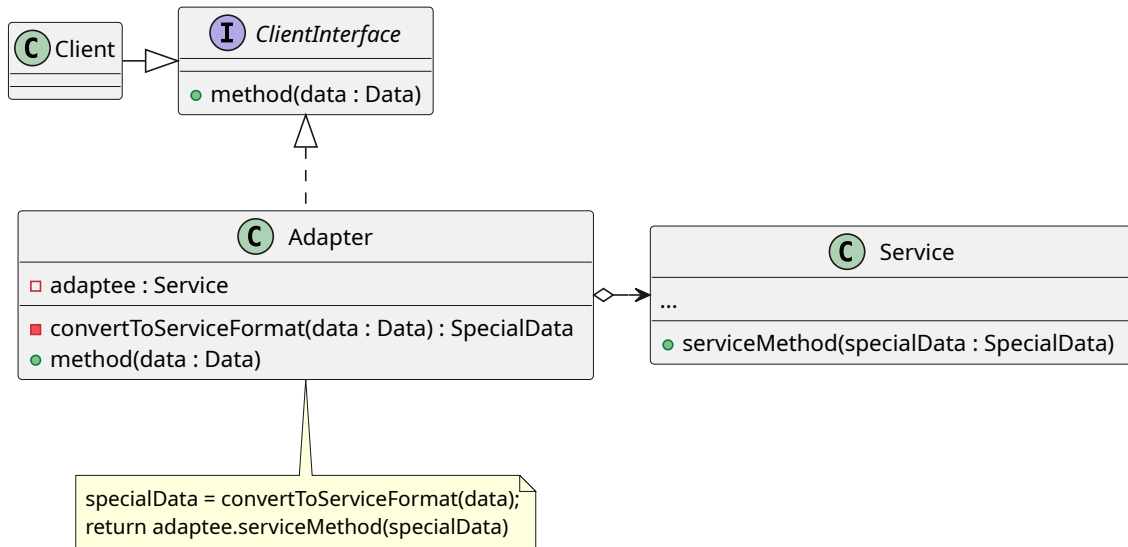 C Client
I ClientInterface
method(data : Data)
C Adapter
adaptee : Service
convertToServiceFormat(data : Data) : SpecialData
method(data : Data)
C Service
...
serviceMethod(specialData : SpecialData)
specialData = convertToServiceFormat(data);
return adaptee.serviceMethod(specialData)